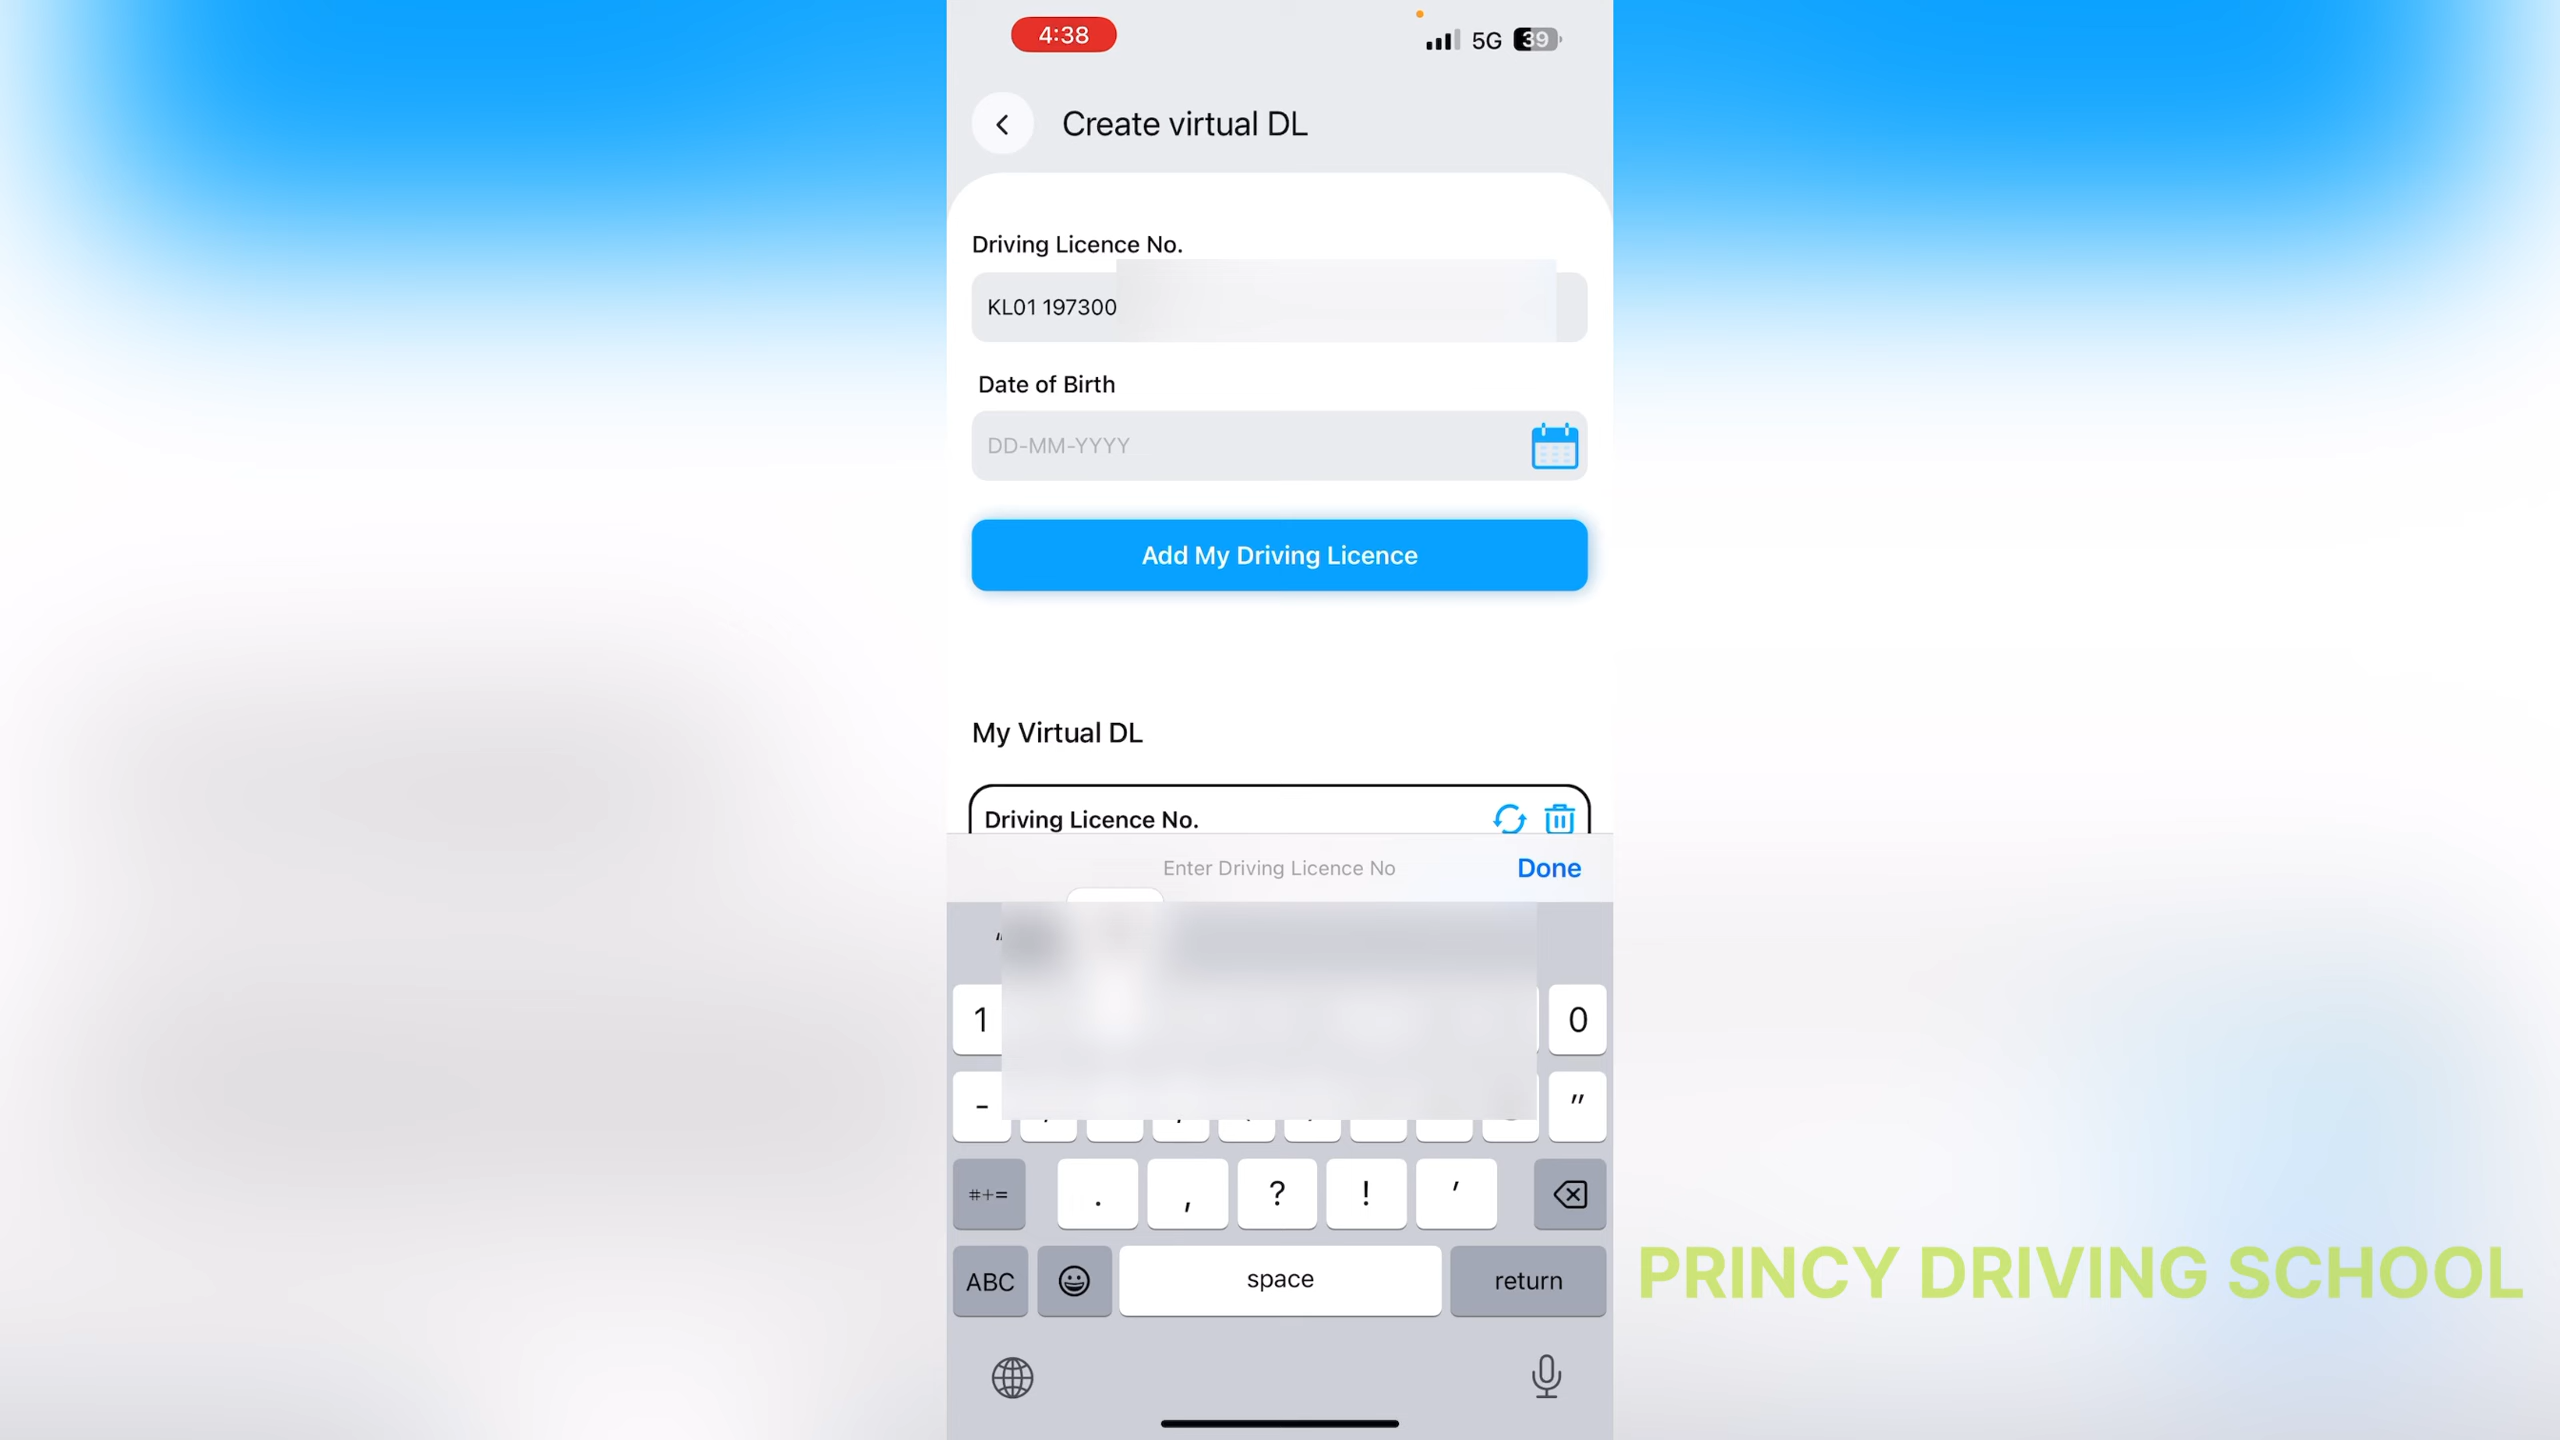 4:38
5G 39
Create virtual DL
Driving Licence No.
KL01 197300
Date of Birth
DD-MM-YYYY
Add My Driving Licence
My Virtual DL
Driving Licence No.
Enter Driving Licence No Done
"
1 0
- "
#+= . , ? ! '
ABC space return
PRINCY DRIVING SCHOOL